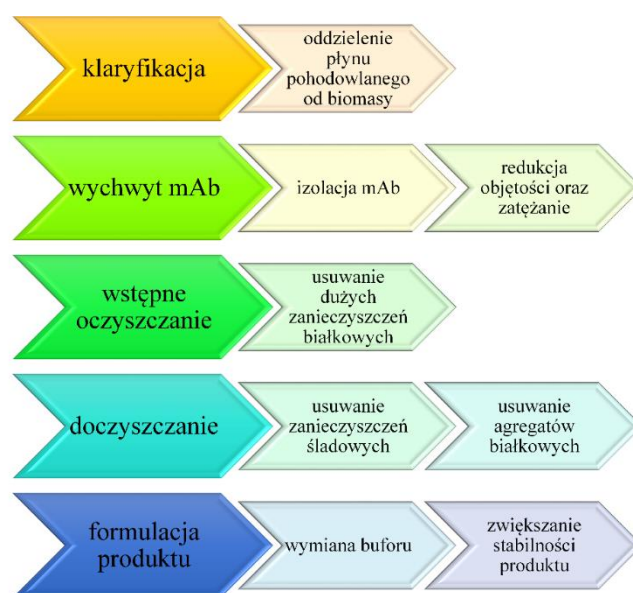 klaryfikacja
oddzielenie
płynu
pohodowlanego
od biomasy
wychwyt mAb
izolacja mAb
redukcja
objętości oraz
zatężanie
wstępne
oczyszczanie
usuwanie
dużych
zanieczyszczeń
białkowych
doczyszczanie
usuwanie
zanieczyszczeń
śladowych
usuwanie
agregatów
białkowych
formulacja
produktu
wymiana buforu
zwiększanie
stabilności
produktu